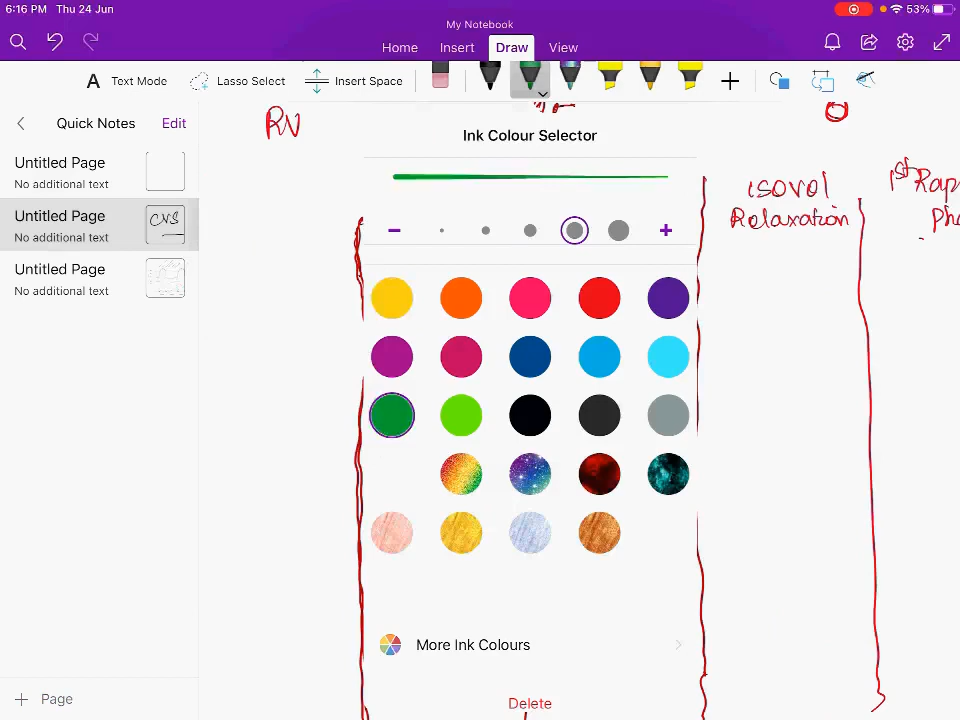 6:16 PM Thu 24 Jun
53%
My Notebook
Home Insert Draw View
A Text Mode Lasso Select Insert Space
Quick Notes Edit
Untitled Page
No additional text
Untitled Page
No additional text
CVS
Untitled Page
No additional text
Page
RV
Ink Colour Selector
More Ink Colours
Delete
Isovol
Relaxation
1st Rap
Pha